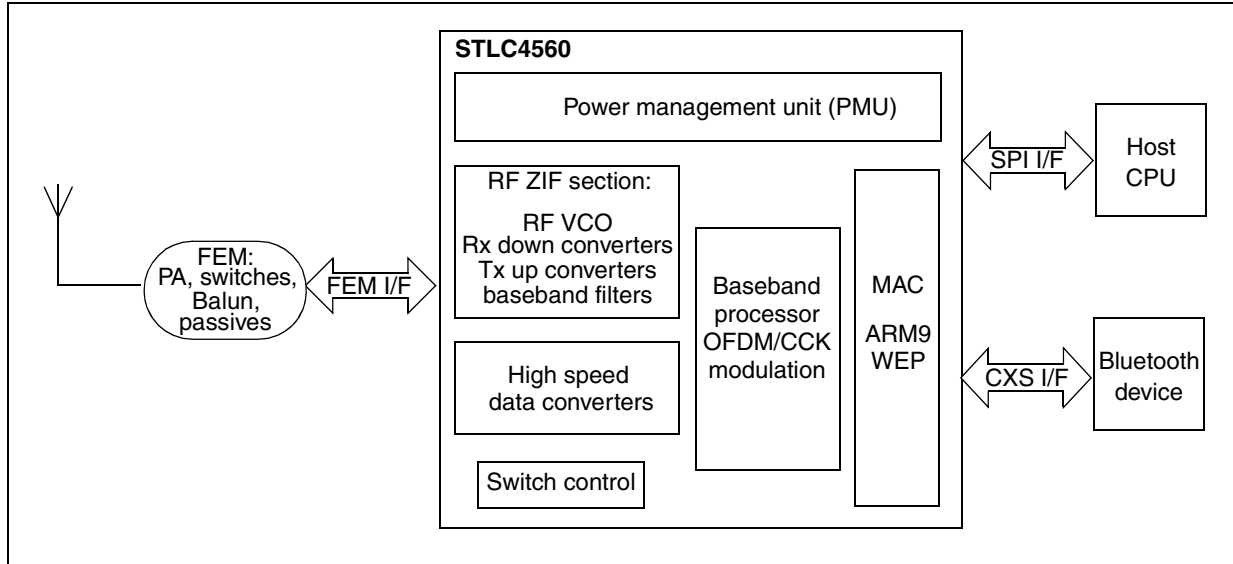 STLC4560
Power management unit (PMU)
RF ZIF section:
RF VCO
Rx down converters
Tx up converters
baseband filters
High speed
data converters
Switch control
Baseband
processor
OFDM/CCK
modulation
MAC
ARM9
WEP
FEM:
PA, switches,
Balun,
passives
FEM I/F
SPI I/F
Host
CPU
CXS I/F
Bluetooth
device